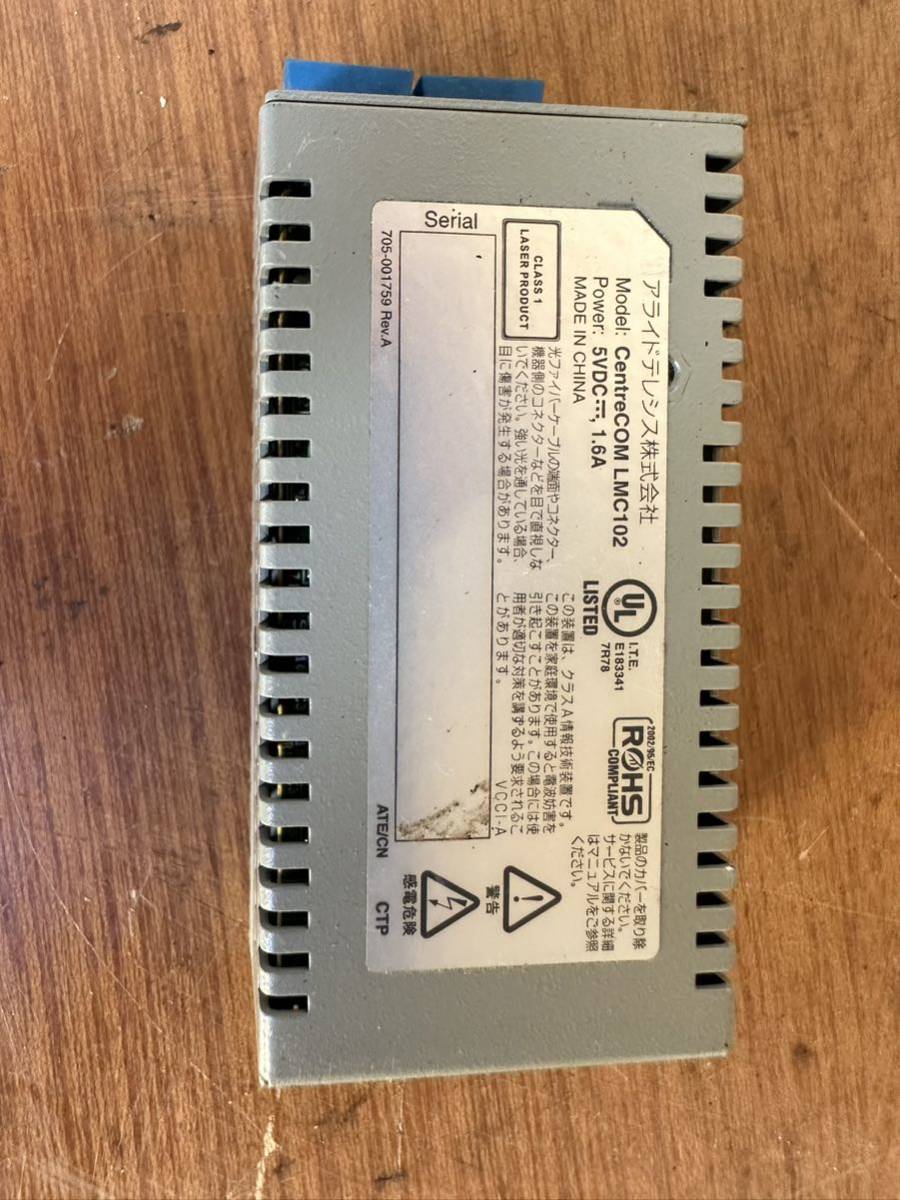 アライドテレシス株式会社
Model: CentreCOM LMC102
Power: 5VDC⎓, 1.6A
MADE IN CHINA
CLASS 1
LASER PRODUCT
光ファイバーケーブルの端面やコネクター、
機器側のコネクターなどを目で直視しな
いでください。強い光を通している場合、
目に傷害が発生する場合があります。
UL
®
LISTED
I.T.E.
E183341
7R78
2002/95/EC
ROHS
COMPLIANT
この装置は、クラスA情報技術装置です。
この装置を家庭環境で使用すると電波妨害を
引き起こすことがあります。この場合には使
用者が適切な対策を講ずるよう要求されるこ
とがあります。 VCCI-A
製品のカバーを取り除
かないでください。
サービスに関する詳細
はマニュアルをご参照
ください。
警告
感電危険
Serial
705-001759 Rev.A
ATE/CN
CTP